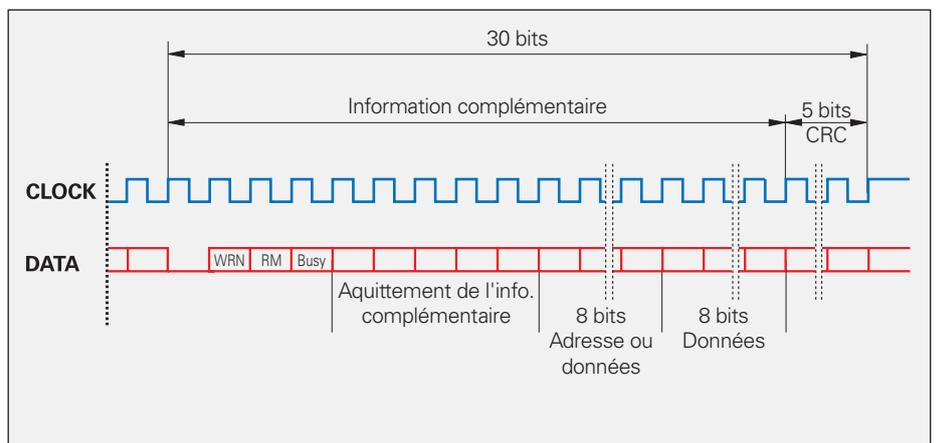 30 bits
Information complémentaire
5 bits
CRC
CLOCK
DATA
WRN RM Busy
Aquittement de l'info.
complémentaire
8 bits
Adresse ou
données
8 bits
Données